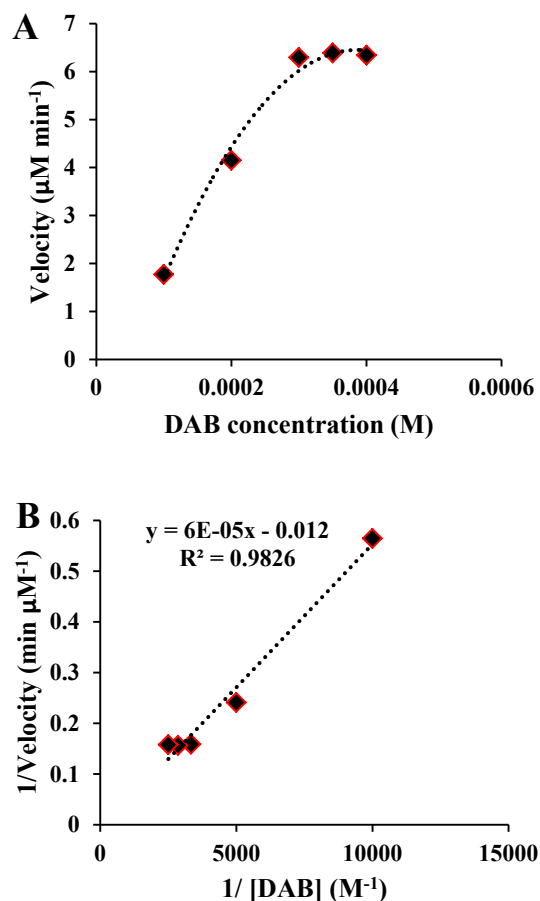 A
7
6
5
4
3
2
1
0
Velocity (µM min⁻¹)
0 0.0002 0.0004 0.0006
DAB concentration (M)
B
y = 6E-05x - 0.012
R² = 0.9826
0.6
0.5
0.4
0.3
0.2
0.1
0
1/Velocity (min µM⁻¹)
0 5000 10000 15000
1/ [DAB] (M⁻¹)